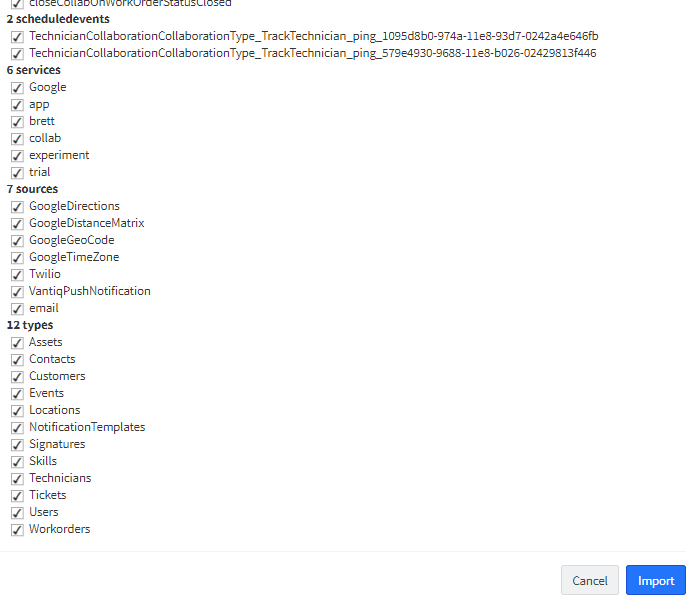 closeCollabOnWorkOrderStatusClosed
2 scheduledevents
TechnicianCollaborationCollaborationType_TrackTechnician_ping_1095d8b0-974a-11e8-93d7-0242a4e646fb
TechnicianCollaborationCollaborationType_TrackTechnician_ping_579e4930-9688-11e8-b026-02429813f446
6 services
Google
app
brett
collab
experiment
trial
7 sources
GoogleDirections
GoogleDistanceMatrix
GoogleGeoCode
GoogleTimeZone
Twilio
VantiqPushNotification
email
12 types
Assets
Contacts
Customers
Events
Locations
NotificationTemplates
Signatures
Skills
Technicians
Tickets
Users
Workorders
Cancel Import